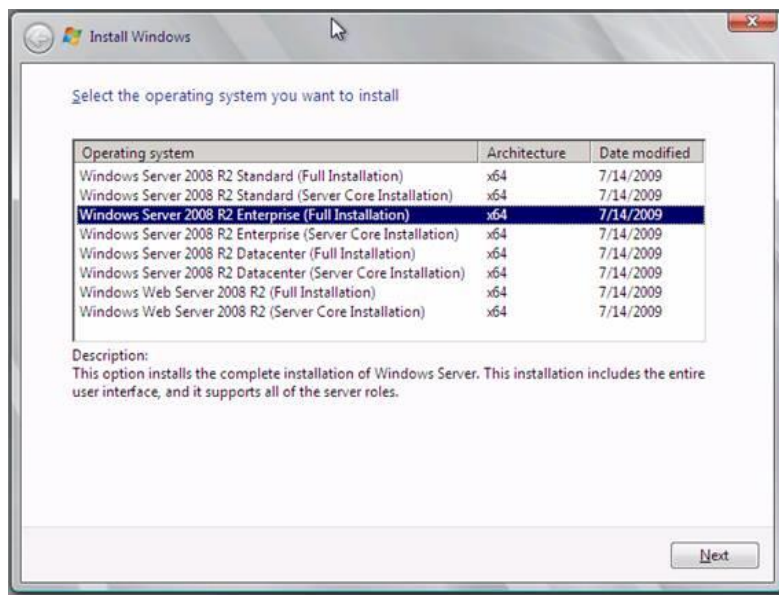 Install Windows
Select the operating system you want to install
Operating system Architecture Date modified
Windows Server 2008 R2 Standard (Full Installation) x64 7/14/2009
Windows Server 2008 R2 Standard (Server Core Installation) x64 7/14/2009
Windows Server 2008 R2 Enterprise (Full Installation) x64 7/14/2009
Windows Server 2008 R2 Enterprise (Server Core Installation) x64 7/14/2009
Windows Server 2008 R2 Datacenter (Full Installation) x64 7/14/2009
Windows Server 2008 R2 Datacenter (Server Core Installation) x64 7/14/2009
Windows Web Server 2008 R2 (Full Installation) x64 7/14/2009
Windows Web Server 2008 R2 (Server Core Installation) x64 7/14/2009
Description:
This option installs the complete installation of Windows Server. This installation includes the entire
user interface, and it supports all of the server roles.
Next